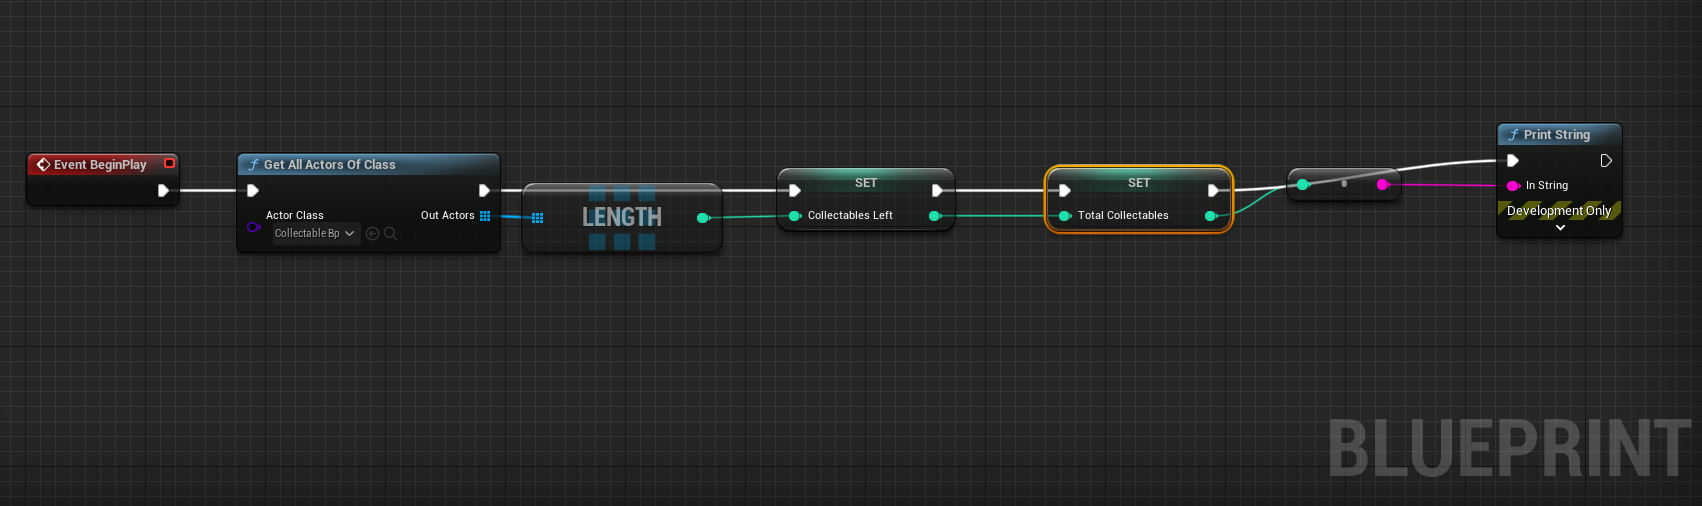 Event BeginPlay
Get All Actors Of Class
Actor Class
Collectable Bp
Out Actors
LENGTH
SET
Collectables Left
SET
Total Collectables
Print String
In String
Development Only
BLUEPRINT